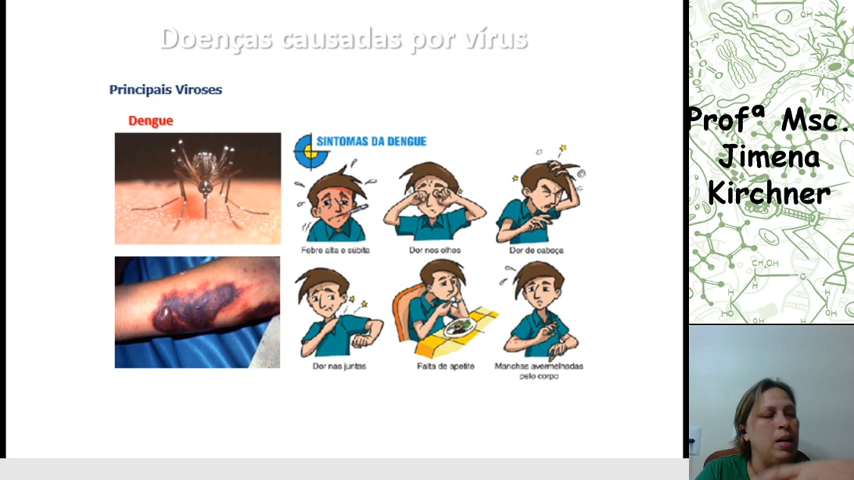 Doenças causadas por vírus
Principais Viroses
Dengue
SINTOMAS DA DENGUE
Febre alta e súbita
Dor nos olhos
Dor de cabeça
Dor nas juntas
Falta de apetite
Manchas avermelhadas
pelo corpo
Profª Msc.
Jimena
Kirchner
CH₂OH